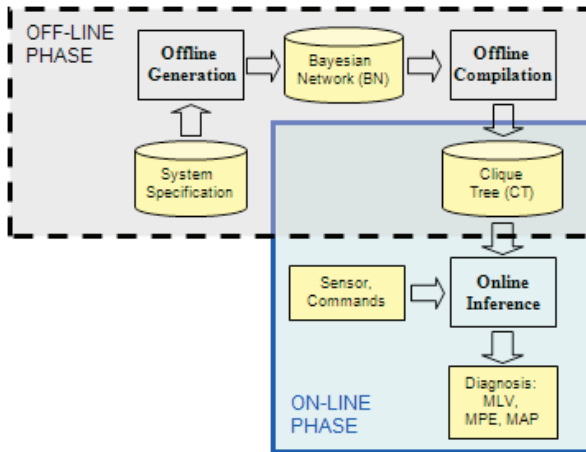 OFF-LINE
PHASE
Offline
Generation
Bayesian
Network (BN)
Offline
Compilation
System
Specification
Clique
Tree (CT)
Sensor,
Commands
Online
Inference
Diagnosis:
MLV,
MPE, MAP
ON-LINE
PHASE